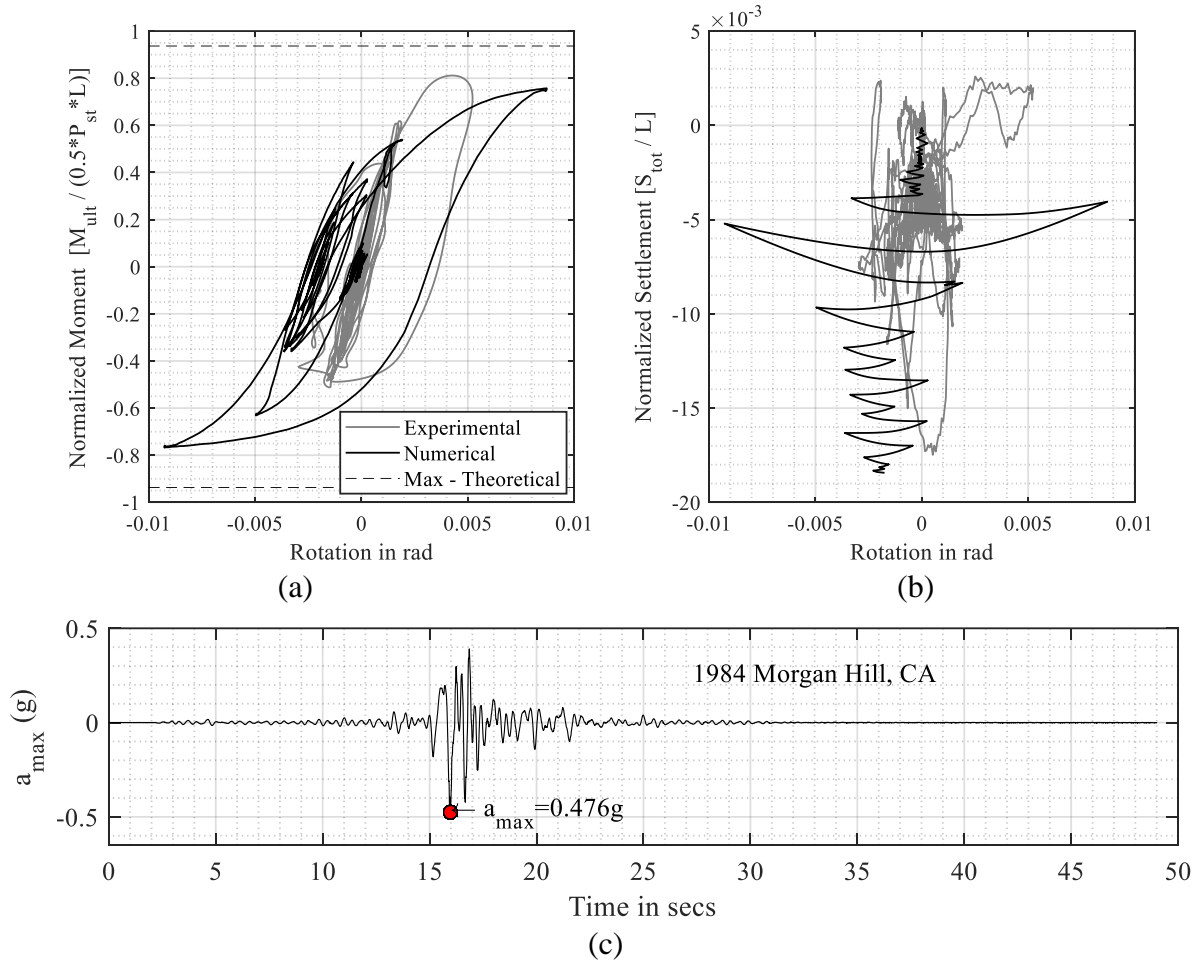 Normalized Moment [M_ult / (0.5*P_st*L)]
1
0.8
0.6
0.4
0.2
0
-0.2
-0.4
-0.6
-0.8
-1
Experimental
Numerical
Max - Theoretical
-0.01 -0.005 0 0.005 0.01
Rotation in rad
(a)
×10^-3
Normalized Settlement [S_tot / L]
5
0
-5
-10
-15
-20
-0.01 -0.005 0 0.005 0.01
Rotation in rad
(b)
a_max (g)
0.5
0
-0.5
1984 Morgan Hill, CA
a_max=0.476g
0 5 10 15 20 25 30 35 40 45 50
Time in secs
(c)